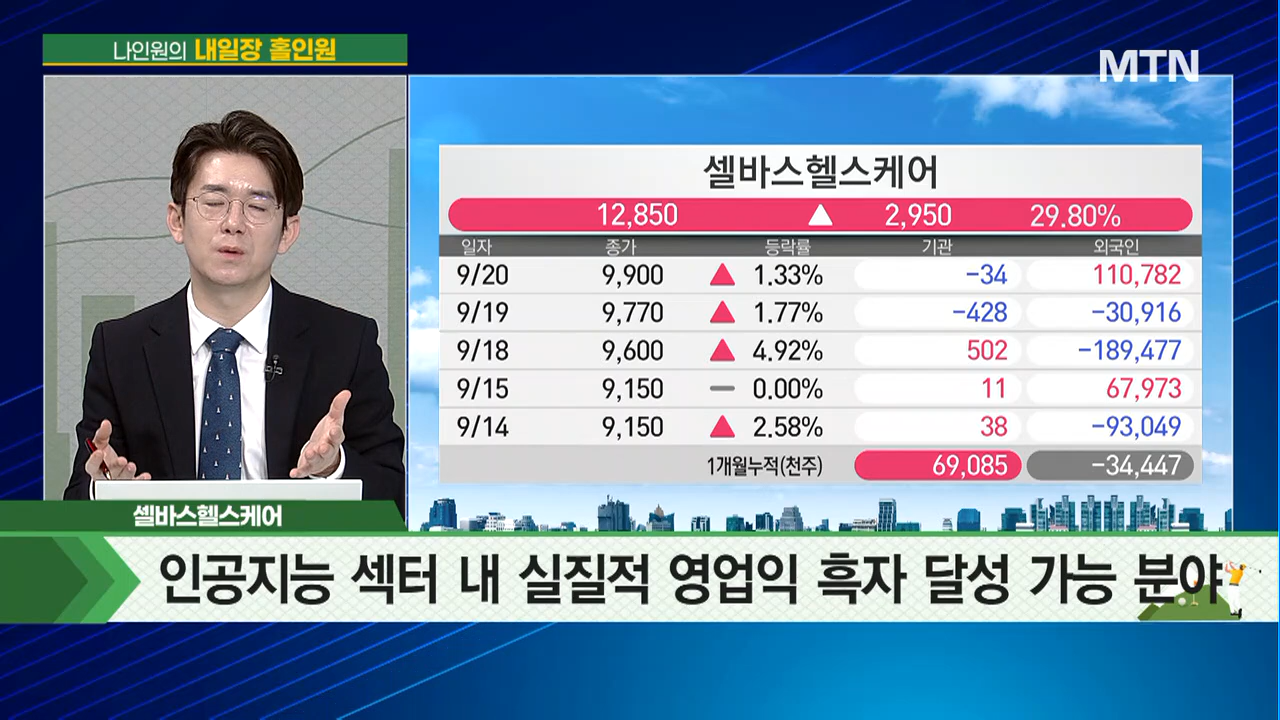 나인원의 내일장 홀인원
MTN
셀바스헬스케어
12,850 ▲ 2,950 29.80%
일자 종가 등락률 기관 외국인
9/20 9,900 ▲ 1.33% -34 110,782
9/19 9,770 ▲ 1.77% -428 -30,916
9/18 9,600 ▲ 4.92% 502 -189,477
9/15 9,150 - 0.00% 11 67,973
9/14 9,150 ▲ 2.58% 38 -93,049
1개월누적(천주) 69,085 -34,447
셀바스헬스케어
인공지능 섹터 내 실질적 영업익 흑자 달성 가능 분야